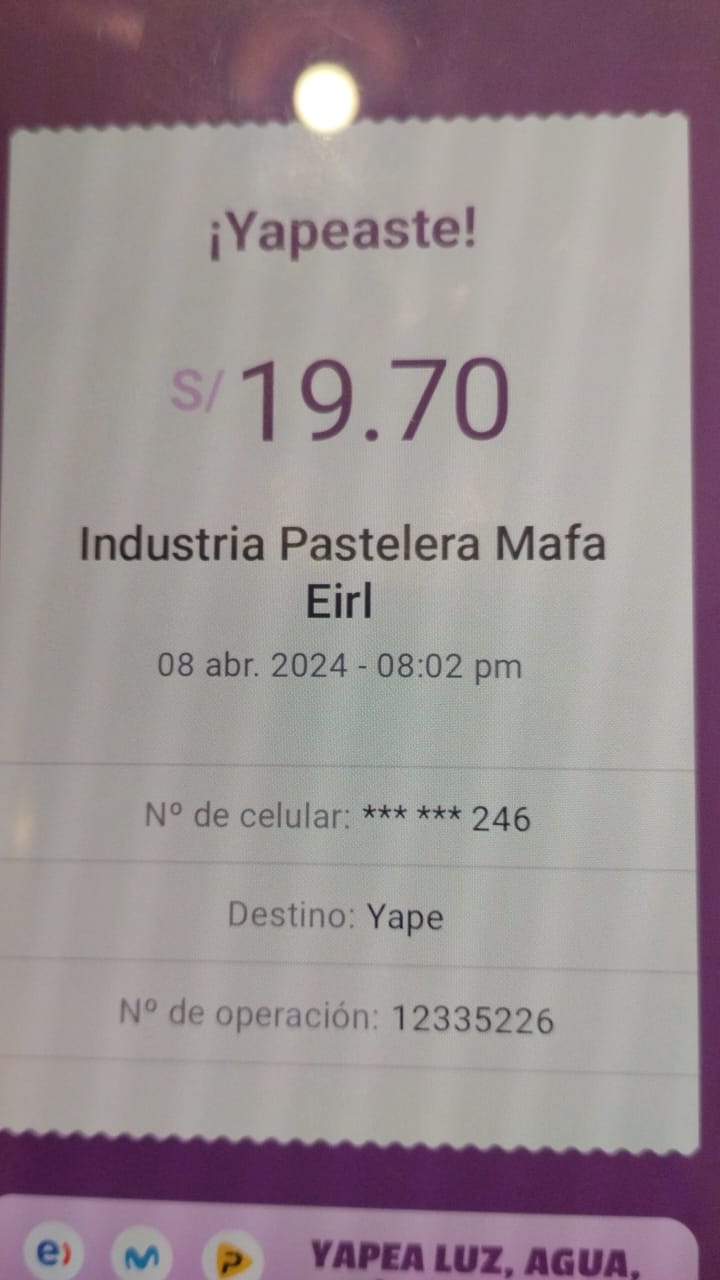 ¡Yapeaste!
S/ 19.70
Industria Pastelera Mafa
Eirl
08 abr. 2024 - 08:02 pm
Nº de celular: *** *** 246
Destino: Yape
Nº de operación: 12335226
e)
YAPEA LUZ, AGUA,